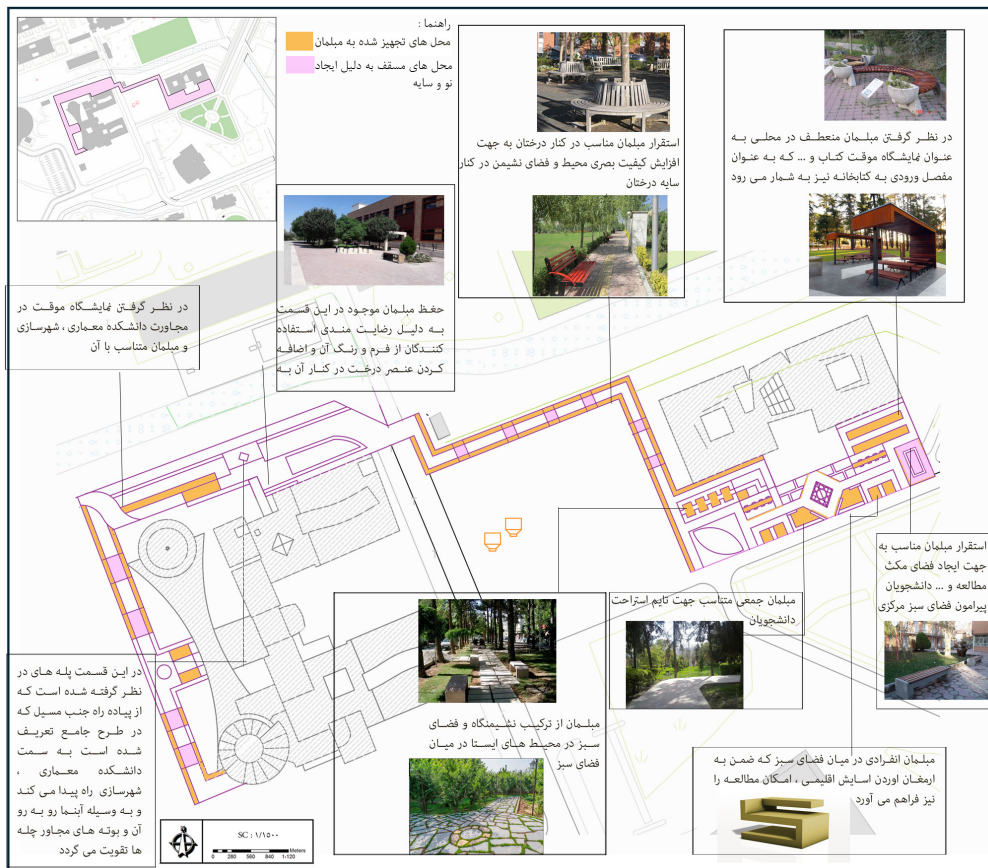 راهنما :
محل های تجهیز شده به مبلمان
محل های مسقف به دلیل ایجاد
نو و سایه
استقرار مبلمان مناسب در کنار درختان به جهت
افزایش کیفیت بصری محیط و فضای نشیمن در کنار
سایه درختان
در نظر گرفتن مبلمان منعطف در محلی به
عنوان نمایشگاه موقت کتاب و ... که به عنوان
مفصل ورودی به کتابخانه نیز به شمار می رود
در نظر گرفتن نمایشگاه موقت در
مجاورت دانشکده معماری ، شهرسازی
و مبلمان متناسب با آن
حفظ مبلمان موجود در این قسمت
به دلیل رضایت مندی استفاده
کنندگان از فرم و رنگ آن و اضافه
کردن عنصر درخت در کنار آن به
استقرار مبلمان مناسب به
جهت ایجاد فضای مکث
مطالعه و ... دانشجویان
پیرامون فضای سبز مرکزی
مبلمان جمعی متناسب جهت تایم استراحت
دانشجویان
در این قسمت پله های در
نظر گرفته شده است که
از پیاده راه جنب مسیل که
در طرح جامع تعریف
شده است به سمت
دانشکده معماری ،
شهرسازی راه پیدا می کند
و به وسیله آبنما رو به رو
آن و بوته های مجاور چله
ها تقویت می گردد
مبلمان از ترکیب نشیمنگاه و فضای
سبز در محیط های ایستا در میان
فضای سبز
مبلمان انفرادی در میان فضای سبز که ضمن به
ارمغان اوردن اسایش اقلیمی ، امکان مطالعه را
نیز فراهم می آورد
SC : ۱/۱۵۰۰
Meters
0 280 560 840 1·120